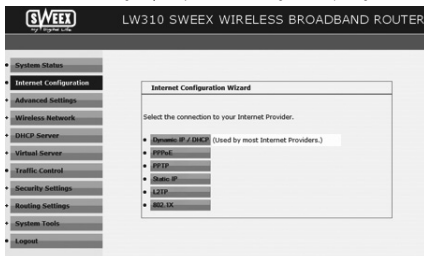 SWEEX
my digital life
LW310 SWEEX WIRELESS BROADBAND ROUTER
System Status
Internet Configuration
Advanced Settings
Wireless Network
DHCP Server
Virtual Server
Traffic Control
Security Settings
Routing Settings
System Tools
Logout
Internet Configuration Wizard
Select the connection to your Internet Provider.
Dynamic IP / DHCP (Used by most Internet Providers.)
PPPoE
PPTP
Static IP
L2TP
802.1X